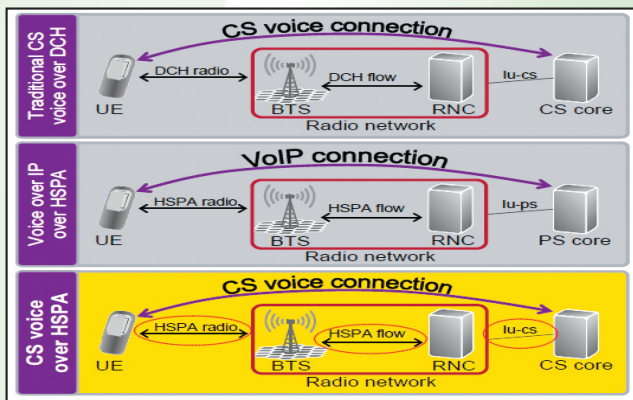 Traditional CS
voice over DCH
CS voice connection
DCH radio
DCH flow
Iu-cs
UE
BTS
RNC
CS core
Radio network
Voice over IP
over HSPA
VoIP connection
HSPA radio
HSPA flow
Iu-ps
UE
BTS
RNC
PS core
Radio network
CS voice
over HSPA
CS voice connection
HSPA radio
HSPA flow
Iu-cs
UE
BTS
RNC
CS core
Radio network